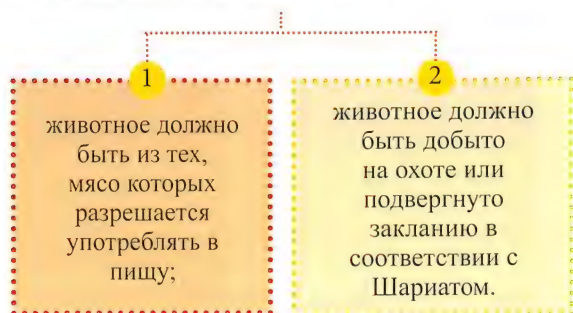 1
животное должно
быть из тех,
мясо которых
разрешается
употреблять в
пищу;
2
животное должно
быть добыто
на охоте или
подвергнуто
закланию в
соответствии с
Шариатом.